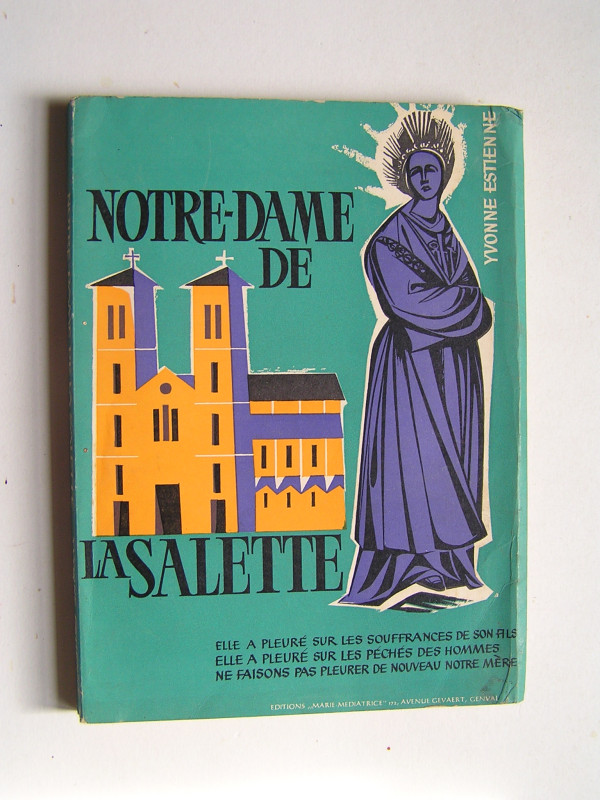 YVONNE ESTIENNE
NOTRE-DAME
DE
LA SALETTE
ELLE A PLEURÉ SUR LES SOUFFRANCES DE SON FILS
ELLE A PLEURÉ SUR LES PÉCHÉS DES HOMMES
NE FAISONS PAS PLEURER DE NOUVEAU NOTRE MÈRE
EDITIONS „MARIE MEDIATRICE" AVENUE GEVAERT,